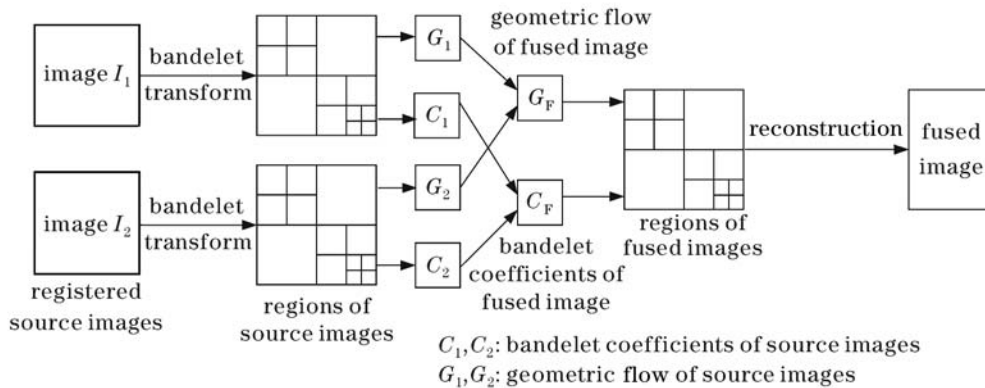 image I₁
bandelet
transform
G₁
C₁
geometric flow
of fused image
G_F
reconstruction
fused
image
image I₂
bandelet
transform
G₂
C₂
C_F
bandelet
coefficients of
fused image
regions of
fused images
registered
source images
regions of
source images
C₁,C₂: bandelet coefficients of source images
G₁,G₂: geometric flow of source images